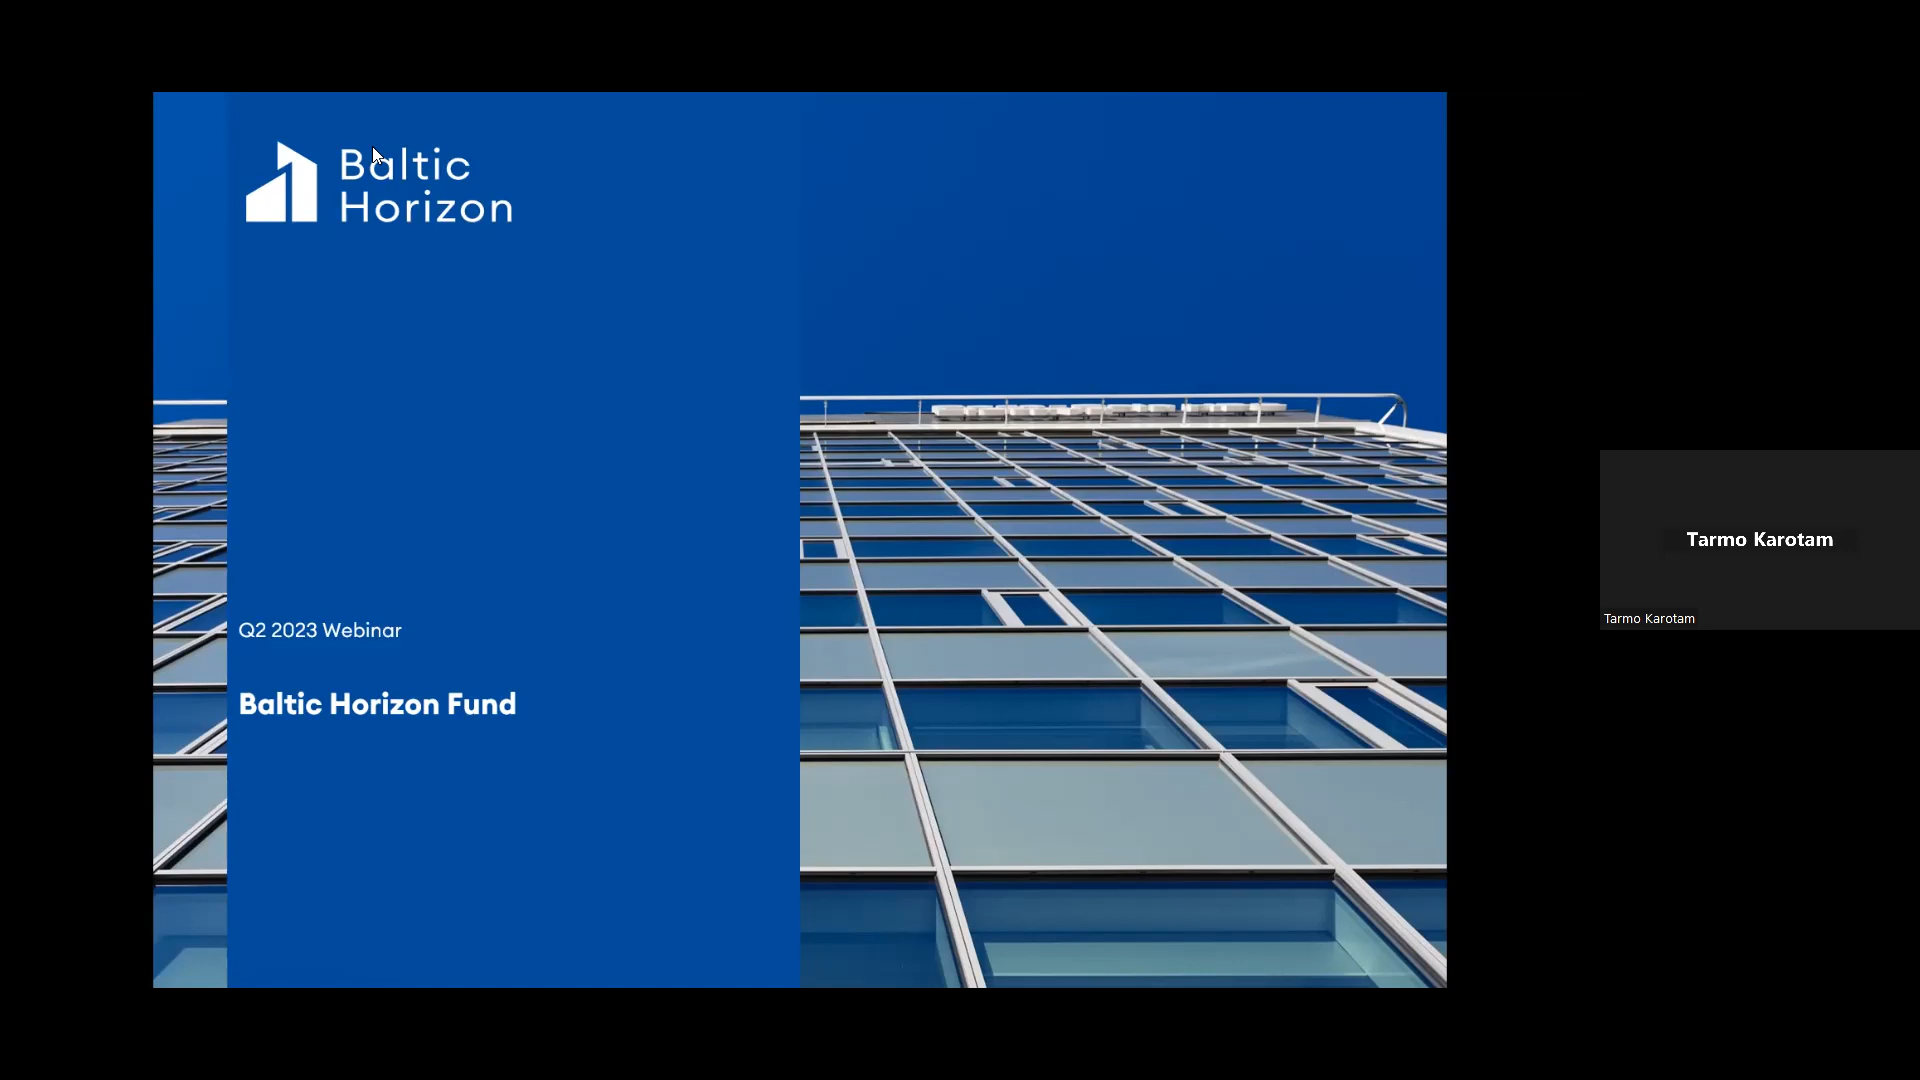 Baltic
Horizon
Q2 2023 Webinar
Baltic Horizon Fund
Tarmo Karotam
Tarmo Karotam